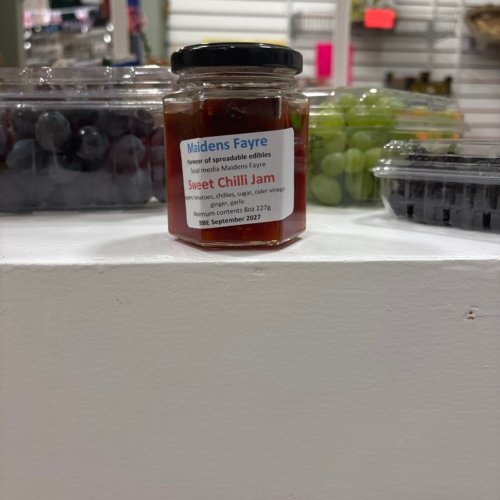 Maidens Fayre
Purveyor of spreadable edibles
Social media Maidens Fayre
Sweet Chilli Jam
tomatoes, chillies, sugar, cider vinegar
ginger, garlic
Minimum contents 8oz 227g
BBE September 2027